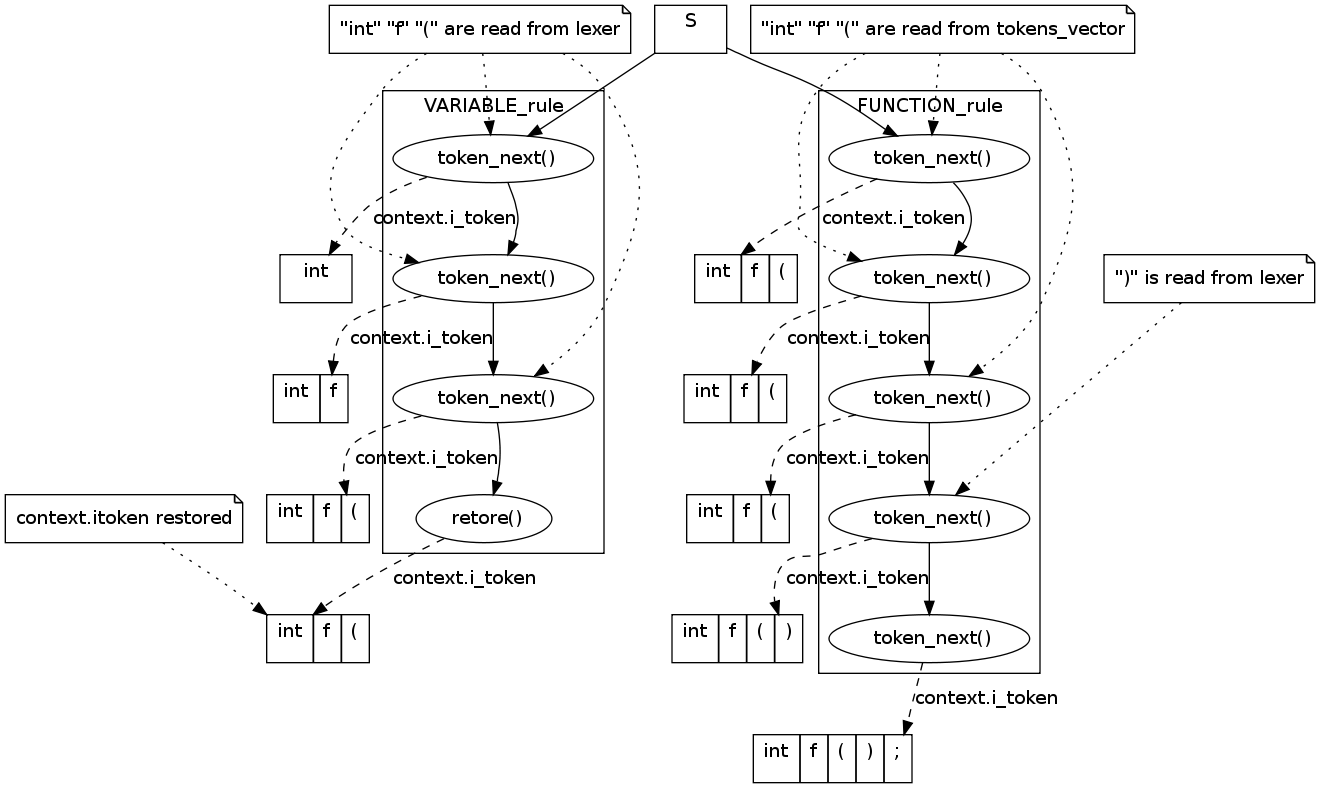 "int" "f" "(" are read from lexer
S
"int" "f" "(" are read from tokens_vector
VARIABLE_rule
FUNCTION_rule
token_next()
token_next()
context.i_token
context.i_token
int
token_next()
int f (
token_next()
")" is read from lexer
context.i_token
context.i_token
int f
token_next()
int f (
token_next()
context.i_token
context.i_token
context.itoken restored
int f (
retore()
int f (
token_next()
context.i_token
context.i_token
int f (
int f ( )
token_next()
context.i_token
int f ( ) ;